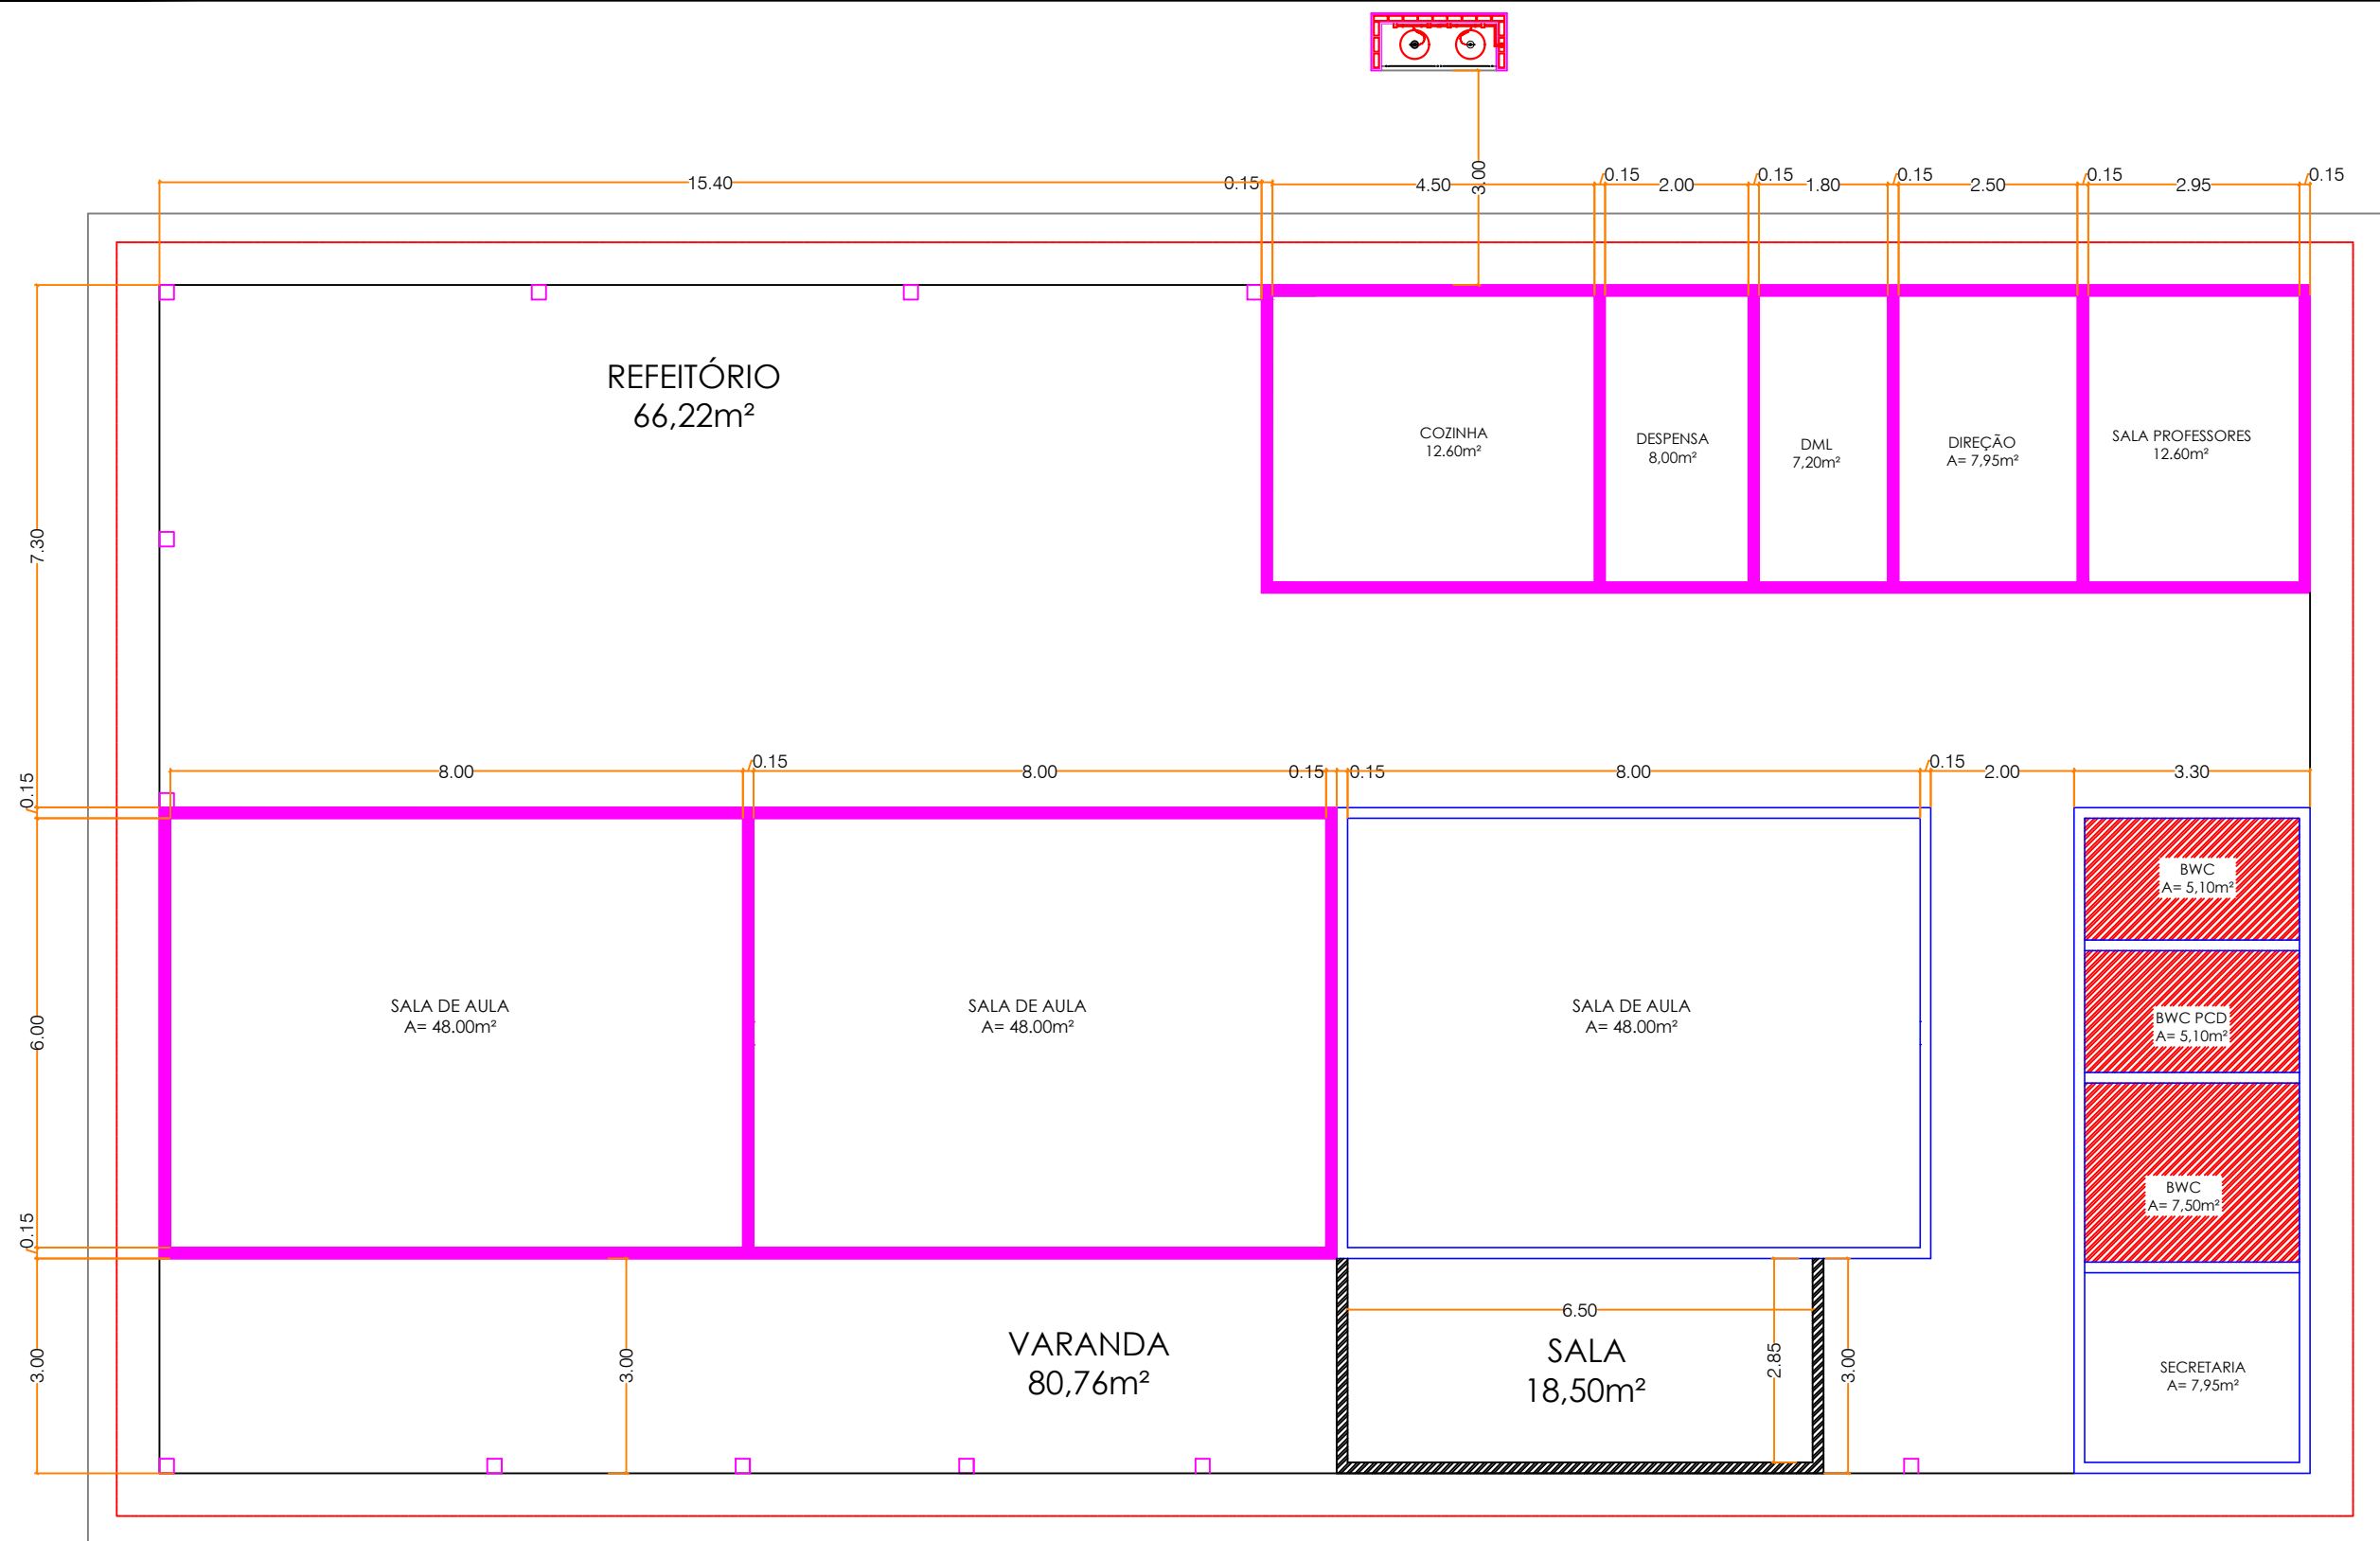 3.00
15.40
0.15
4.50
0.15
2.00
0.15
1.80
0.15
2.50
0.15
2.95
0.15
REFEITÓRIO
66,22m²
COZINHA
12.60m²
DESPENSA
8,00m²
DML
7,20m²
DIREÇÃO
A= 7,95m²
SALA PROFESSORES
12.60m²
7.30
0.15
6.00
0.15
3.00
8.00
0.15
8.00
0.15
0.15
8.00
0.15
2.00
3.30
SALA DE AULA
A= 48.00m²
SALA DE AULA
A= 48.00m²
SALA DE AULA
A= 48.00m²
BWC
A= 5,10m²
BWC PCD
A= 5,10m²
BWC
A= 7,50m²
3.00
VARANDA
80,76m²
6.50
SALA
18,50m²
2.85
3.00
SECRETARIA
A= 7,95m²